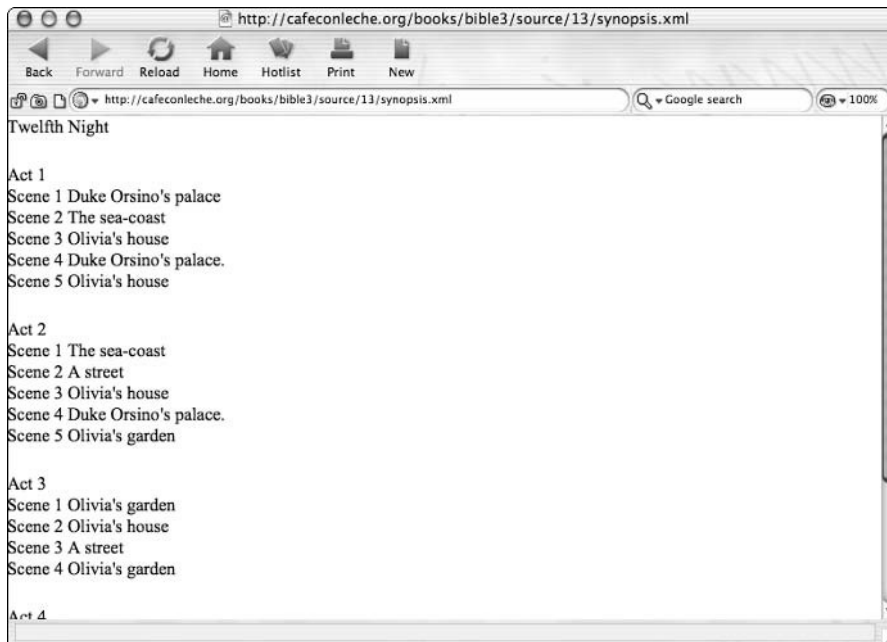 http://cafeconleche.org/books/bible3/source/13/synopsis.xml
Back Forward Reload Home Hotlist Print New
http://cafeconleche.org/books/bible3/source/13/synopsis.xml Google search 100%
Twelfth Night
Act 1
Scene 1 Duke Orsino's palace
Scene 2 The sea-coast
Scene 3 Olivia's house
Scene 4 Duke Orsino's palace.
Scene 5 Olivia's house
Act 2
Scene 1 The sea-coast
Scene 2 A street
Scene 3 Olivia's house
Scene 4 Duke Orsino's palace.
Scene 5 Olivia's garden
Act 3
Scene 1 Olivia's garden
Scene 2 Olivia's house
Scene 3 A street
Scene 4 Olivia's garden
Act 4